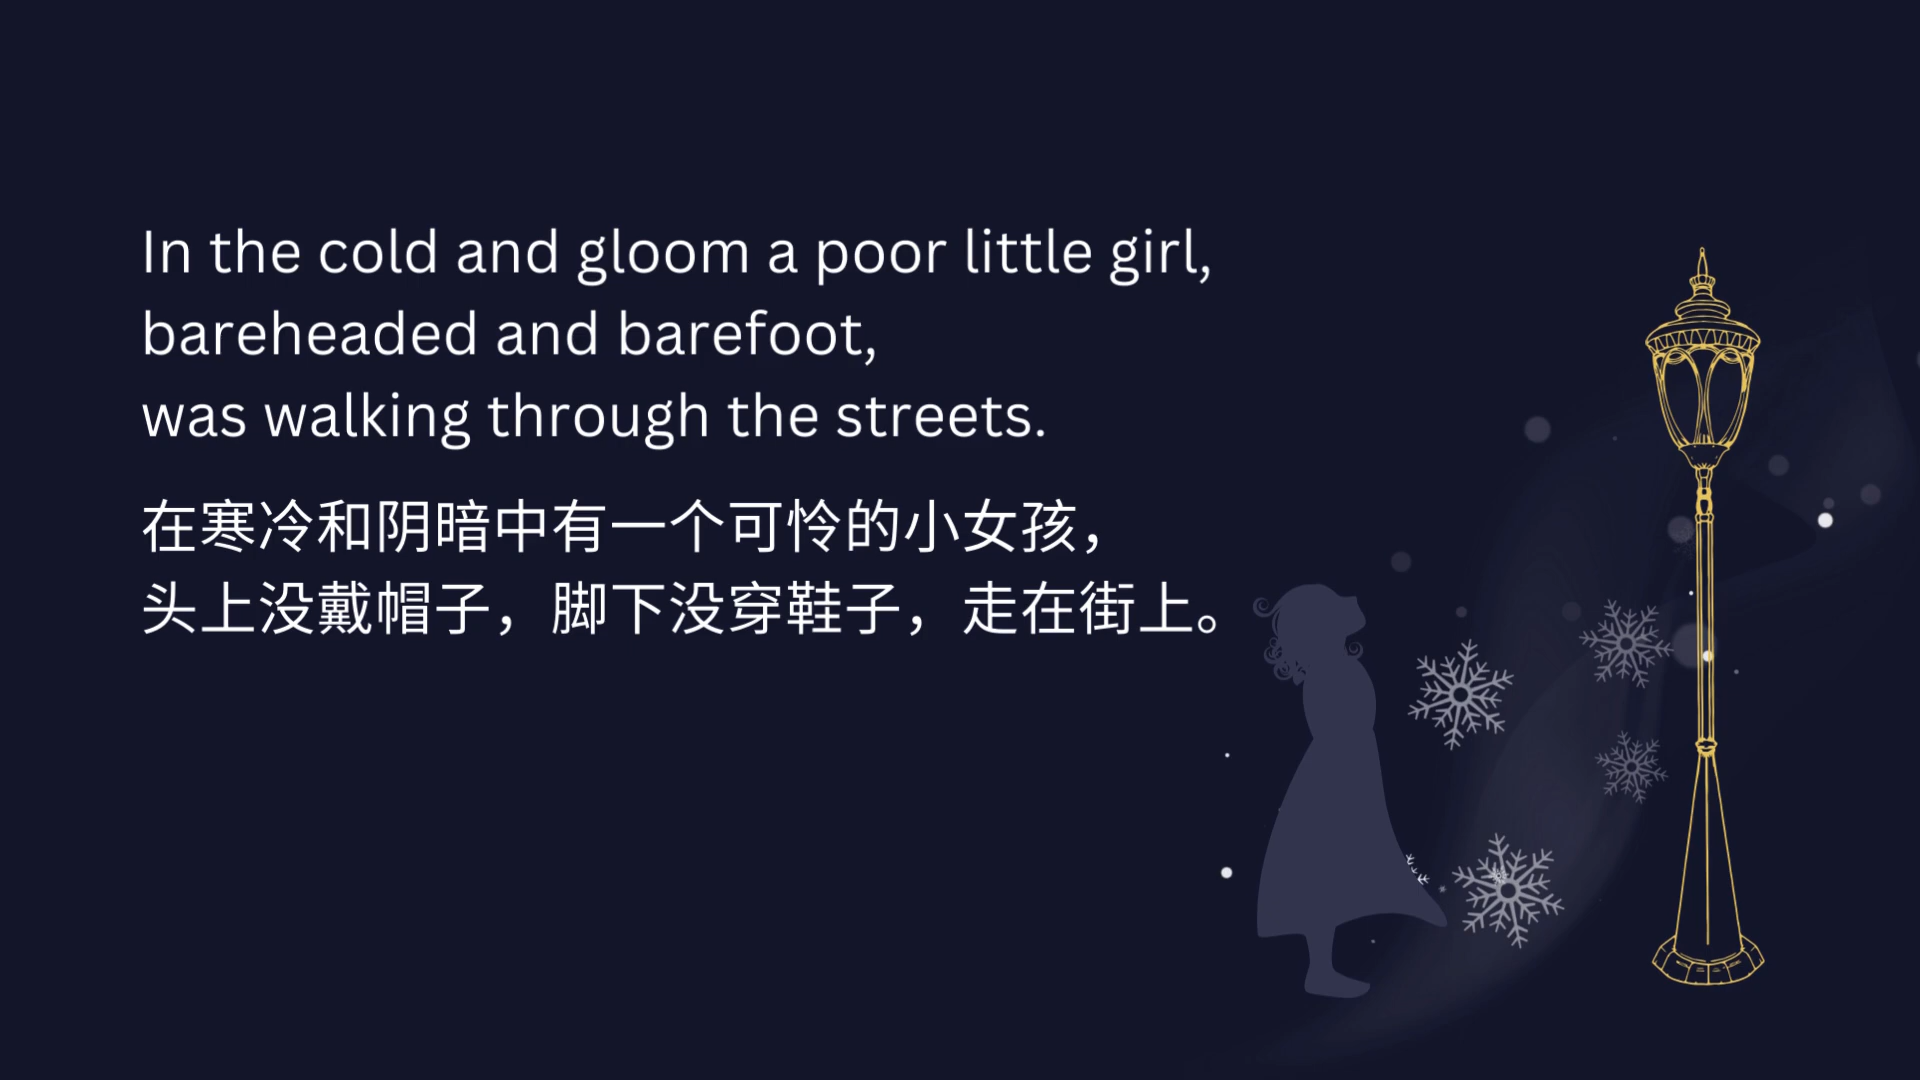 In the cold and gloom a poor little girl,
bareheaded and barefoot,
was walking through the streets.
在寒冷和阴暗中有一个可怜的小女孩，
头上没戴帽子，脚下没穿鞋子，走在街上。